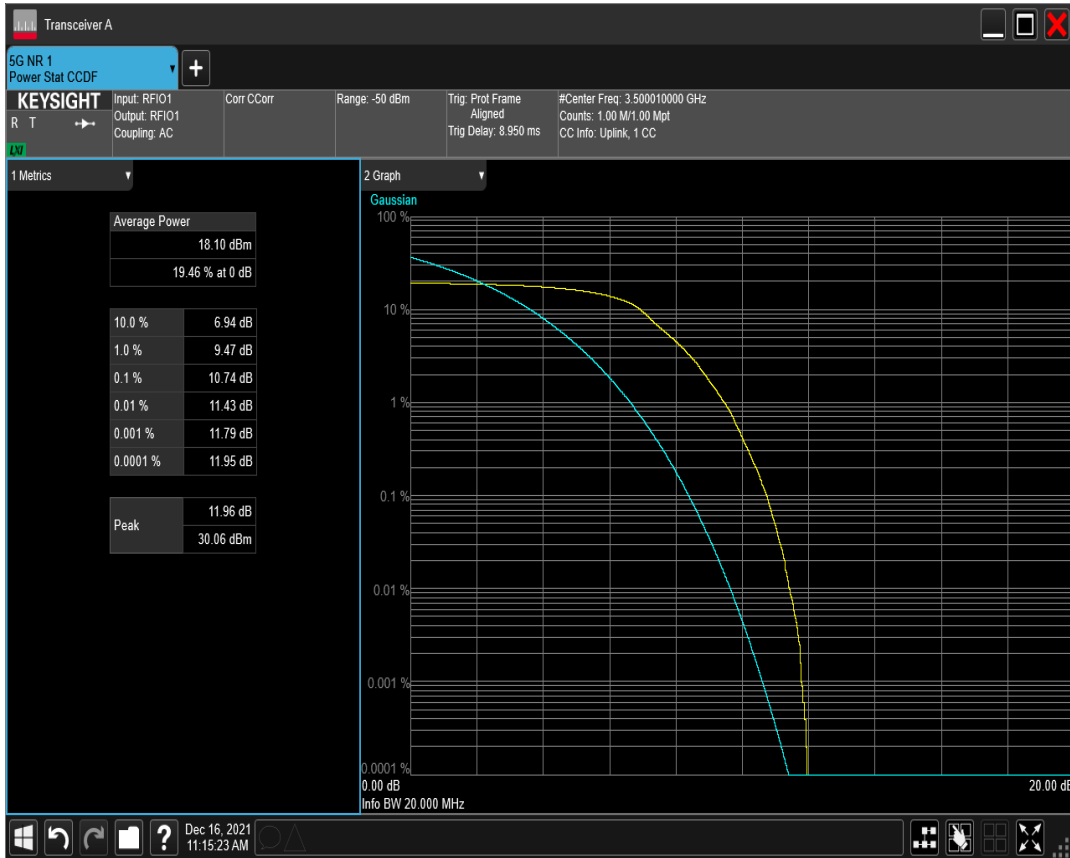 Transceiver A
5G NR 1
Power Stat CCDF
+
KEYSIGHT
R T
LXI
Input: RFIO1
Output: RFIO1
Coupling: AC
Corr CCorr
Range: -50 dBm
Trig: Prot Frame
Aligned
Trig Delay: 8.950 ms
#Center Freq: 3.500010000 GHz
Counts: 1.00 M/1.00 Mpt
CC Info: Uplink, 1 CC
1 Metrics
Average Power
18.10 dBm
19.46 % at 0 dB
10.0 % 6.94 dB
1.0 % 9.47 dB
0.1 % 10.74 dB
0.01 % 11.43 dB
0.001 % 11.79 dB
0.0001 % 11.95 dB
Peak
11.96 dB
30.06 dBm
2 Graph
Gaussian
100 %
10 %
1 %
0.1 %
0.01 %
0.001 %
0.0001 %
0.00 dB 20.00 dB
Info BW 20.000 MHz
?
Dec 16, 2021
11:15:23 AM